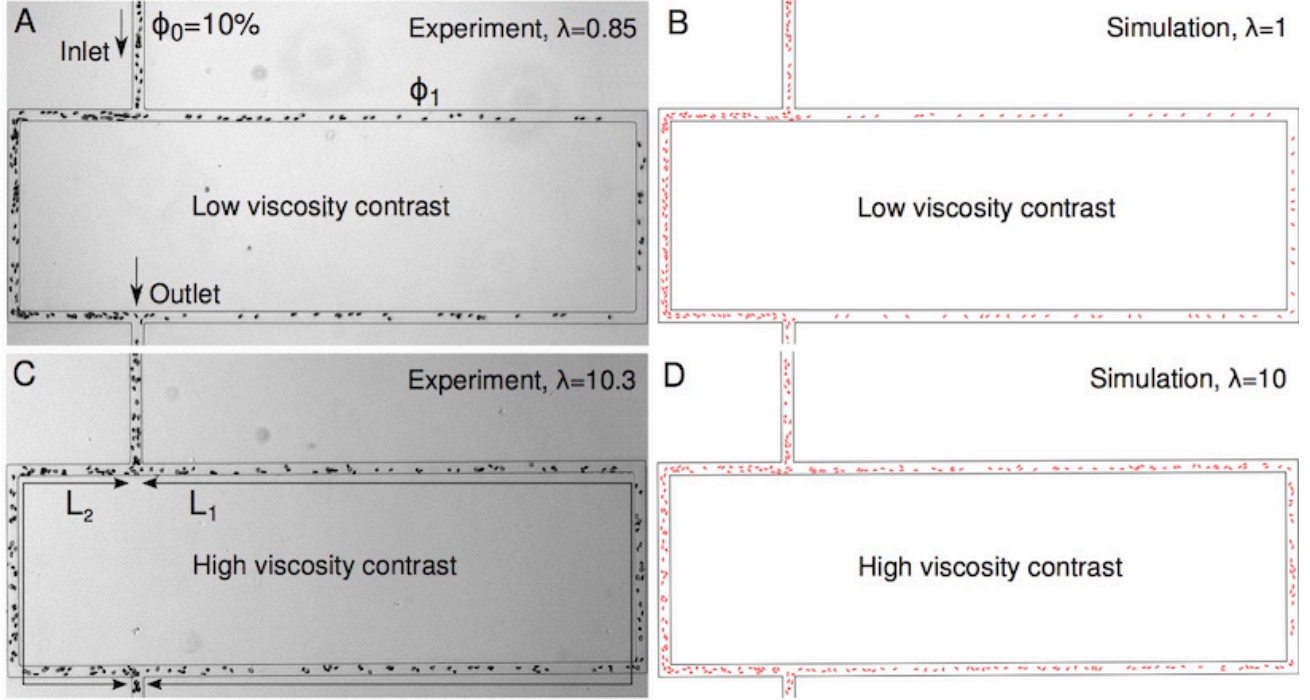 A
ϕ₀=10%
Experiment, λ=0.85
Inlet
ϕ₁
Low viscosity contrast
Outlet
B
Simulation, λ=1
Low viscosity contrast
C
Experiment, λ=10.3
L₂
L₁
High viscosity contrast
D
Simulation, λ=10
High viscosity contrast